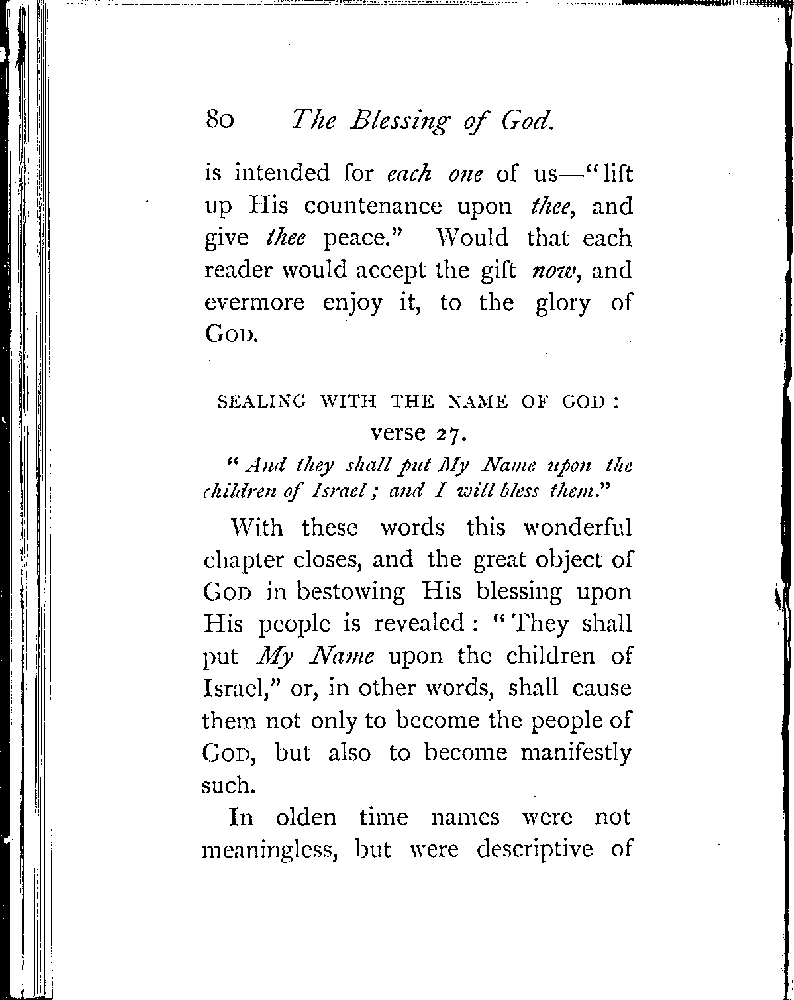 80 The Blessing of God.
is intended for each one of us—“lift
up His countenance upon thee, and
give thee peace.” Would that each
reader would accept the gift now, and
evermore enjoy it, to the glory of
GOD.
SEALING WITH THE NAME OF GOD :
verse 27.
“And they shall put My Name upon the
children of Israel; and I will bless them.”
With these words this wonderful
chapter closes, and the great object of
GOD in bestowing His blessing upon
His people is revealed : “They shall
put My Name upon the children of
Israel,” or, in other words, shall cause
them not only to become the people of
GOD, but also to become manifestly
such.
In olden time names were not
meaningless, but were descriptive of